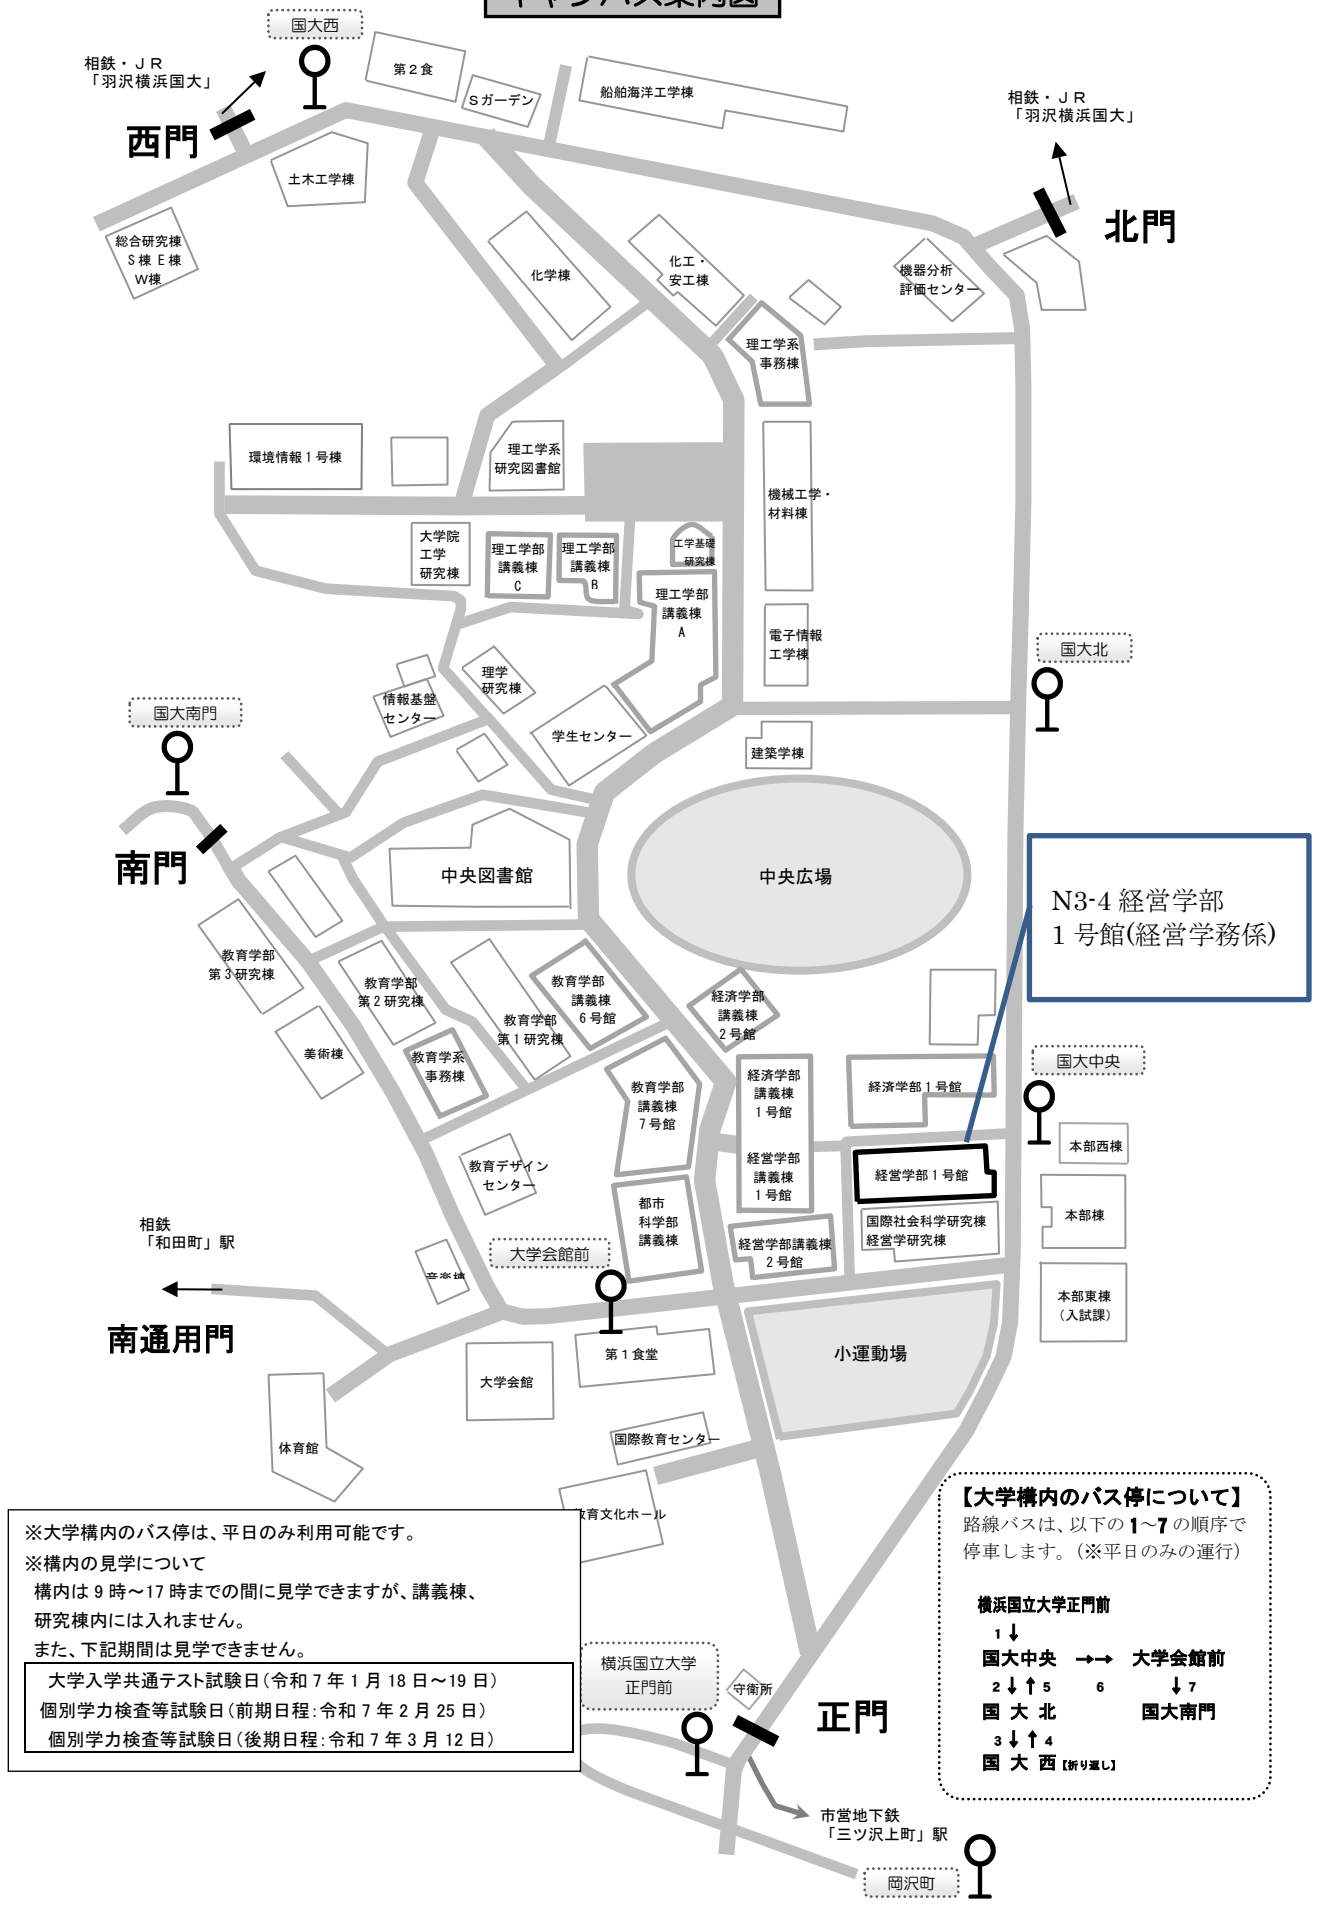 キャンパス案内図
国大西
相鉄・ＪＲ
「羽沢横浜国大」
西門
第２食
Ｓガーデン
船舶海洋工学棟
相鉄・ＪＲ
「羽沢横浜国大」
北門
土木工学棟
総合研究棟
Ｓ棟Ｅ棟
Ｗ棟
化学棟
化工・
安工棟
機器分析
評価センター
理工学系
事務棟
環境情報１号棟
理工学系
研究図書館
機械工学・
材料棟
大学院
工学
研究棟
理工学部
講義棟
Ｃ
理工学部
講義棟
Ｂ
工学基礎
研究棟
理工学部
講義棟
Ａ
電子情報
工学棟
国大北
理学
研究棟
情報基盤
センター
国大南門
学生センター
建築学棟
南門
中央図書館
中央広場
N3-4 経営学部
1 号館(経営学務係)
教育学部
第３研究棟
教育学部
第２研究棟
教育学部
講義棟
６号館
教育学部
第１研究棟
経済学部
講義棟
２号館
美術棟
教育学系
事務棟
国大中央
教育学部
講義棟
７号館
経済学部
講義棟
１号館
経済学部１号館
本部西棟
経営学部
講義棟
１号館
経営学部１号館
教育デザイン
センター
都市
科学部
講義棟
国際社会科学研究棟
経営学研究棟
本部棟
相鉄
「和田町」駅
大学会館前
経営学部講義棟
２号館
音楽棟
本部東棟
（入試課）
南通用門
第１食堂
小運動場
大学会館
体育館
国際教育センター
教育文化ホール
※大学構内のバス停は、平日のみ利用可能です。
※構内の見学について
構内は９時～17 時までの間に見学できますが、講義棟、
研究棟内には入れません。
また、下記期間は見学できません。
大学入学共通テスト試験日（令和７年１月 18 日～19 日）
個別学力検査等試験日（前期日程：令和７年２月 25 日）
個別学力検査等試験日（後期日程：令和７年３月 12 日）
【大学構内のバス停について】
路線バスは、以下の 1～7 の順序で
停車します。（※平日のみの運行）
横浜国立大学正門前
1 ↓
国大中央 →→ 大学会館前
2 ↓ ↑ 5 6 ↓ 7
国 大 北 国大南門
3 ↓ ↑ 4
国 大 西【折り返し】
横浜国立大学
正門前
守衛所
正門
市営地下鉄
「三ツ沢上町」駅
岡沢町